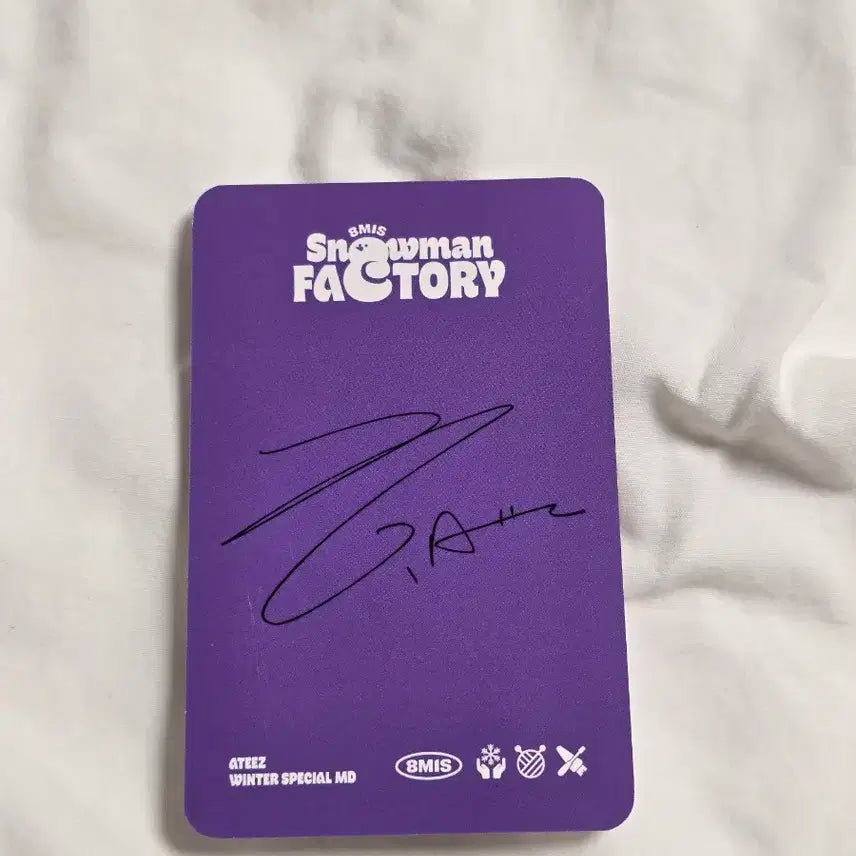 8MIS
Snowman
FACTORY
ATEEZ
WINTER SPECIAL MD
8MIS